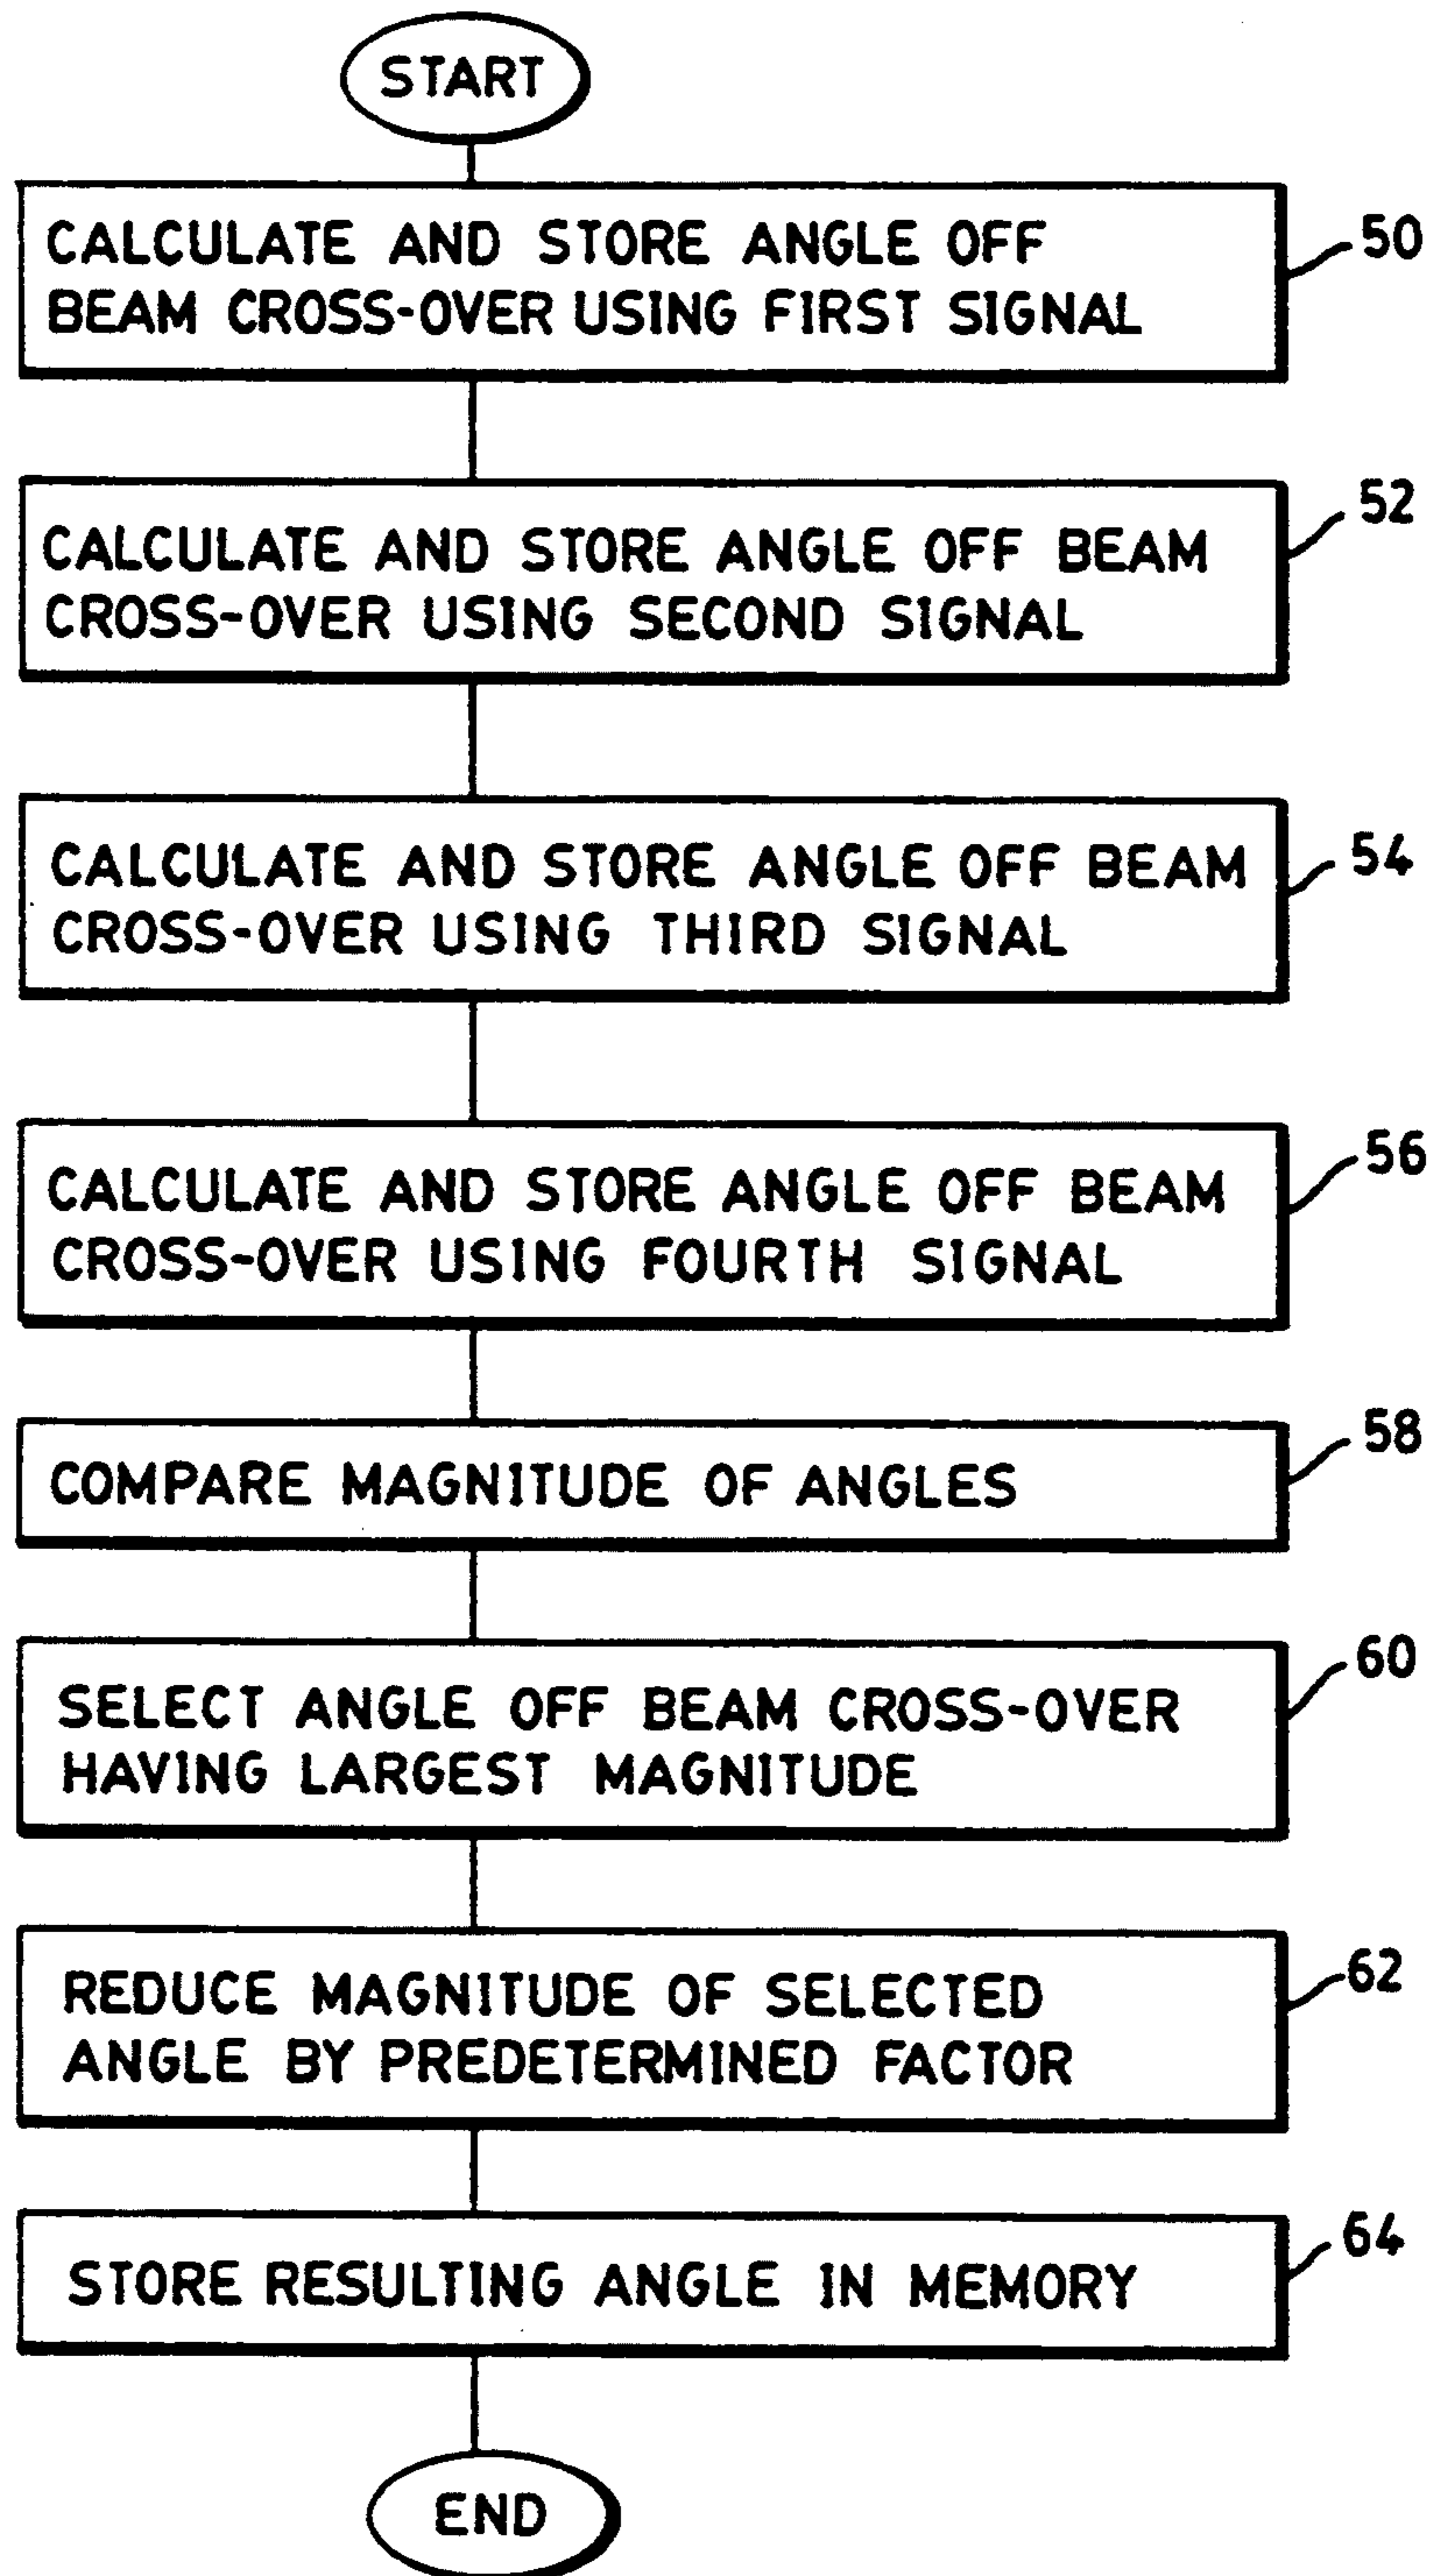 START
CALCULATE AND STORE ANGLE OFF
BEAM CROSS-OVER USING FIRST SIGNAL
50
CALCULATE AND STORE ANGLE OFF BEAM
CROSS-OVER USING SECOND SIGNAL
52
CALCULATE AND STORE ANGLE OFF BEAM
CROSS-OVER USING THIRD SIGNAL
54
CALCULATE AND STORE ANGLE OFF BEAM
CROSS-OVER USING FOURTH SIGNAL
56
COMPARE MAGNITUDE OF ANGLES
58
SELECT ANGLE OFF BEAM CROSS-OVER
HAVING LARGEST MAGNITUDE
60
REDUCE MAGNITUDE OF SELECTED
ANGLE BY PREDETERMINED FACTOR
62
STORE RESULTING ANGLE IN MEMORY
64
END